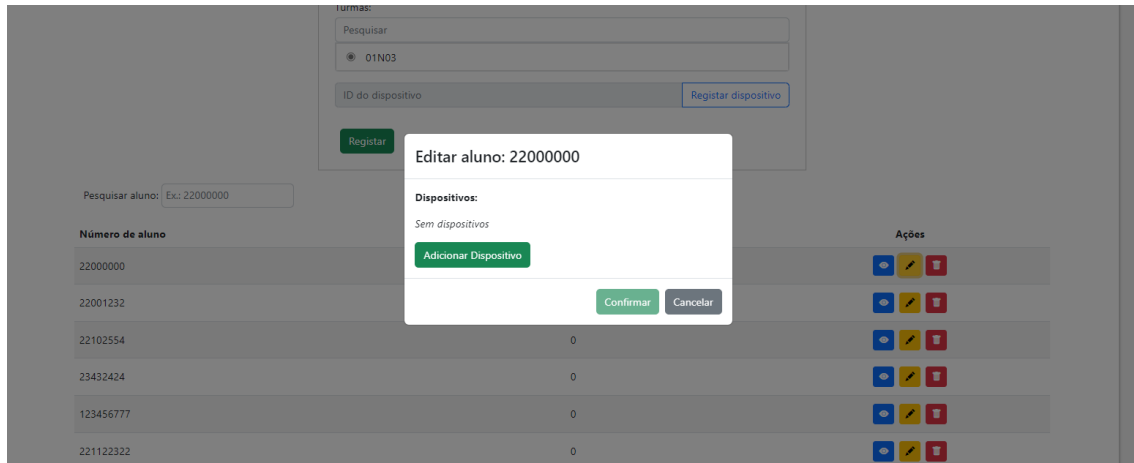 Turmas:
Pesquisar
01N03
ID do dispositivo Registar dispositivo
Registar
Editar aluno: 22000000
Dispositivos:
Sem dispositivos
Adicionar Dispositivo
Confirmar Cancelar
Pesquisar aluno: Ex.: 22000000
Número de aluno Ações
22000000
22001232
22102554 0
23432424 0
123456777 0
221122322 0